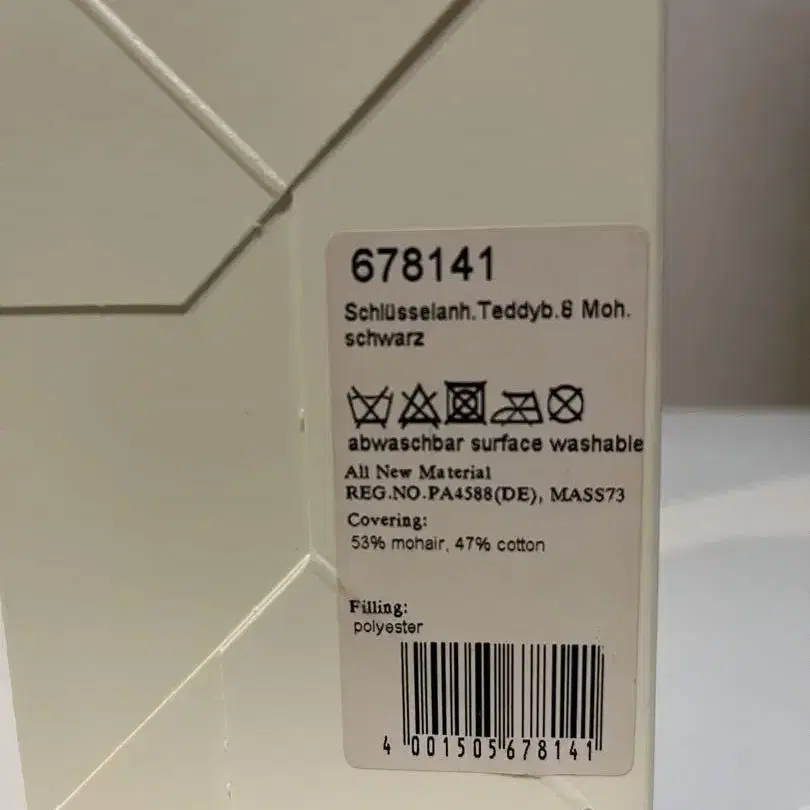 678141
Schlüsselanh.Teddyb.8 Moh.
schwarz
abwaschbar surface washable
All New Material
REG.NO.PA4588(DE), MASS73
Covering:
53% mohair, 47% cotton
Filling:
polyester
4 001505 678141